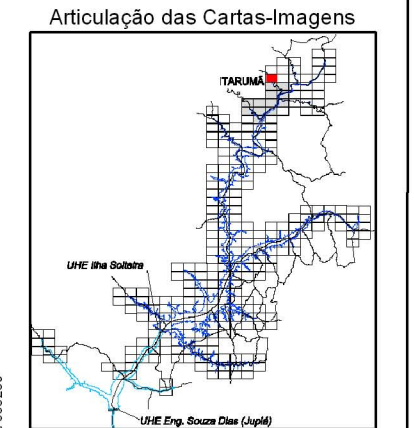 Articulação das Cartas-Imagens
ITARUMÃ
UHE Ilha Solteira
UHE Eng. Souza Dias (Jupiá)